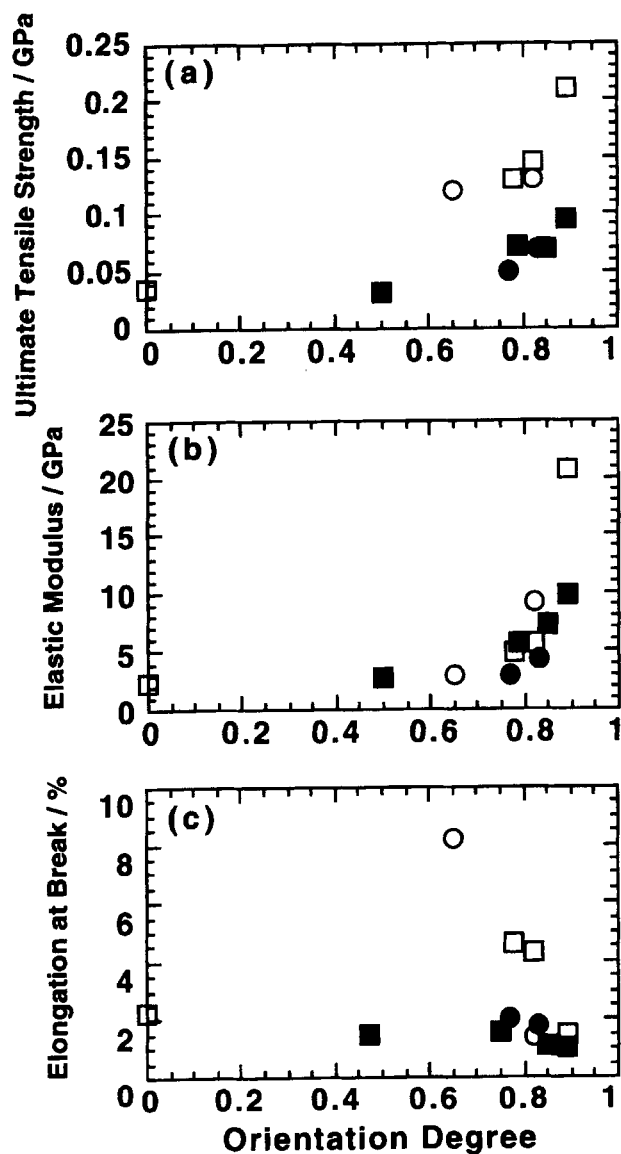 Ultimate Tensile Strength / GPa
(a)
0.25
0.2
0.15
0.1
0.05
0
0 0.2 0.4 0.6 0.8 1
Elastic Modulus / GPa
(b)
25
20
15
10
5
0
0 0.2 0.4 0.6 0.8 1
Elongation at Break / %
(c)
10
8
6
4
2
0
0 0.2 0.4 0.6 0.8 1
Orientation Degree